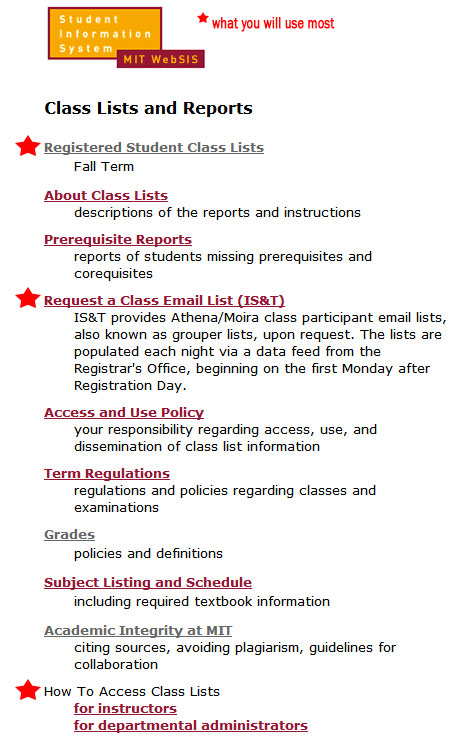 Student
Information
System
MIT WebSIS
what you will use most
Class Lists and Reports
Registered Student Class Lists
Fall Term
About Class Lists
descriptions of the reports and instructions
Prerequisite Reports
reports of students missing prerequisites and
corequisites
Request a Class Email List (IS&T)
IS&T provides Athena/Moira class participant email lists,
also known as grouper lists, upon request. The lists are
populated each night via a data feed from the
Registrar's Office, beginning on the first Monday after
Registration Day.
Access and Use Policy
your responsibility regarding access, use, and
dissemination of class list information
Term Regulations
regulations and policies regarding classes and
examinations
Grades
policies and definitions
Subject Listing and Schedule
including required textbook information
Academic Integrity at MIT
citing sources, avoiding plagiarism, guidelines for
collaboration
How To Access Class Lists
for instructors
for departmental administrators